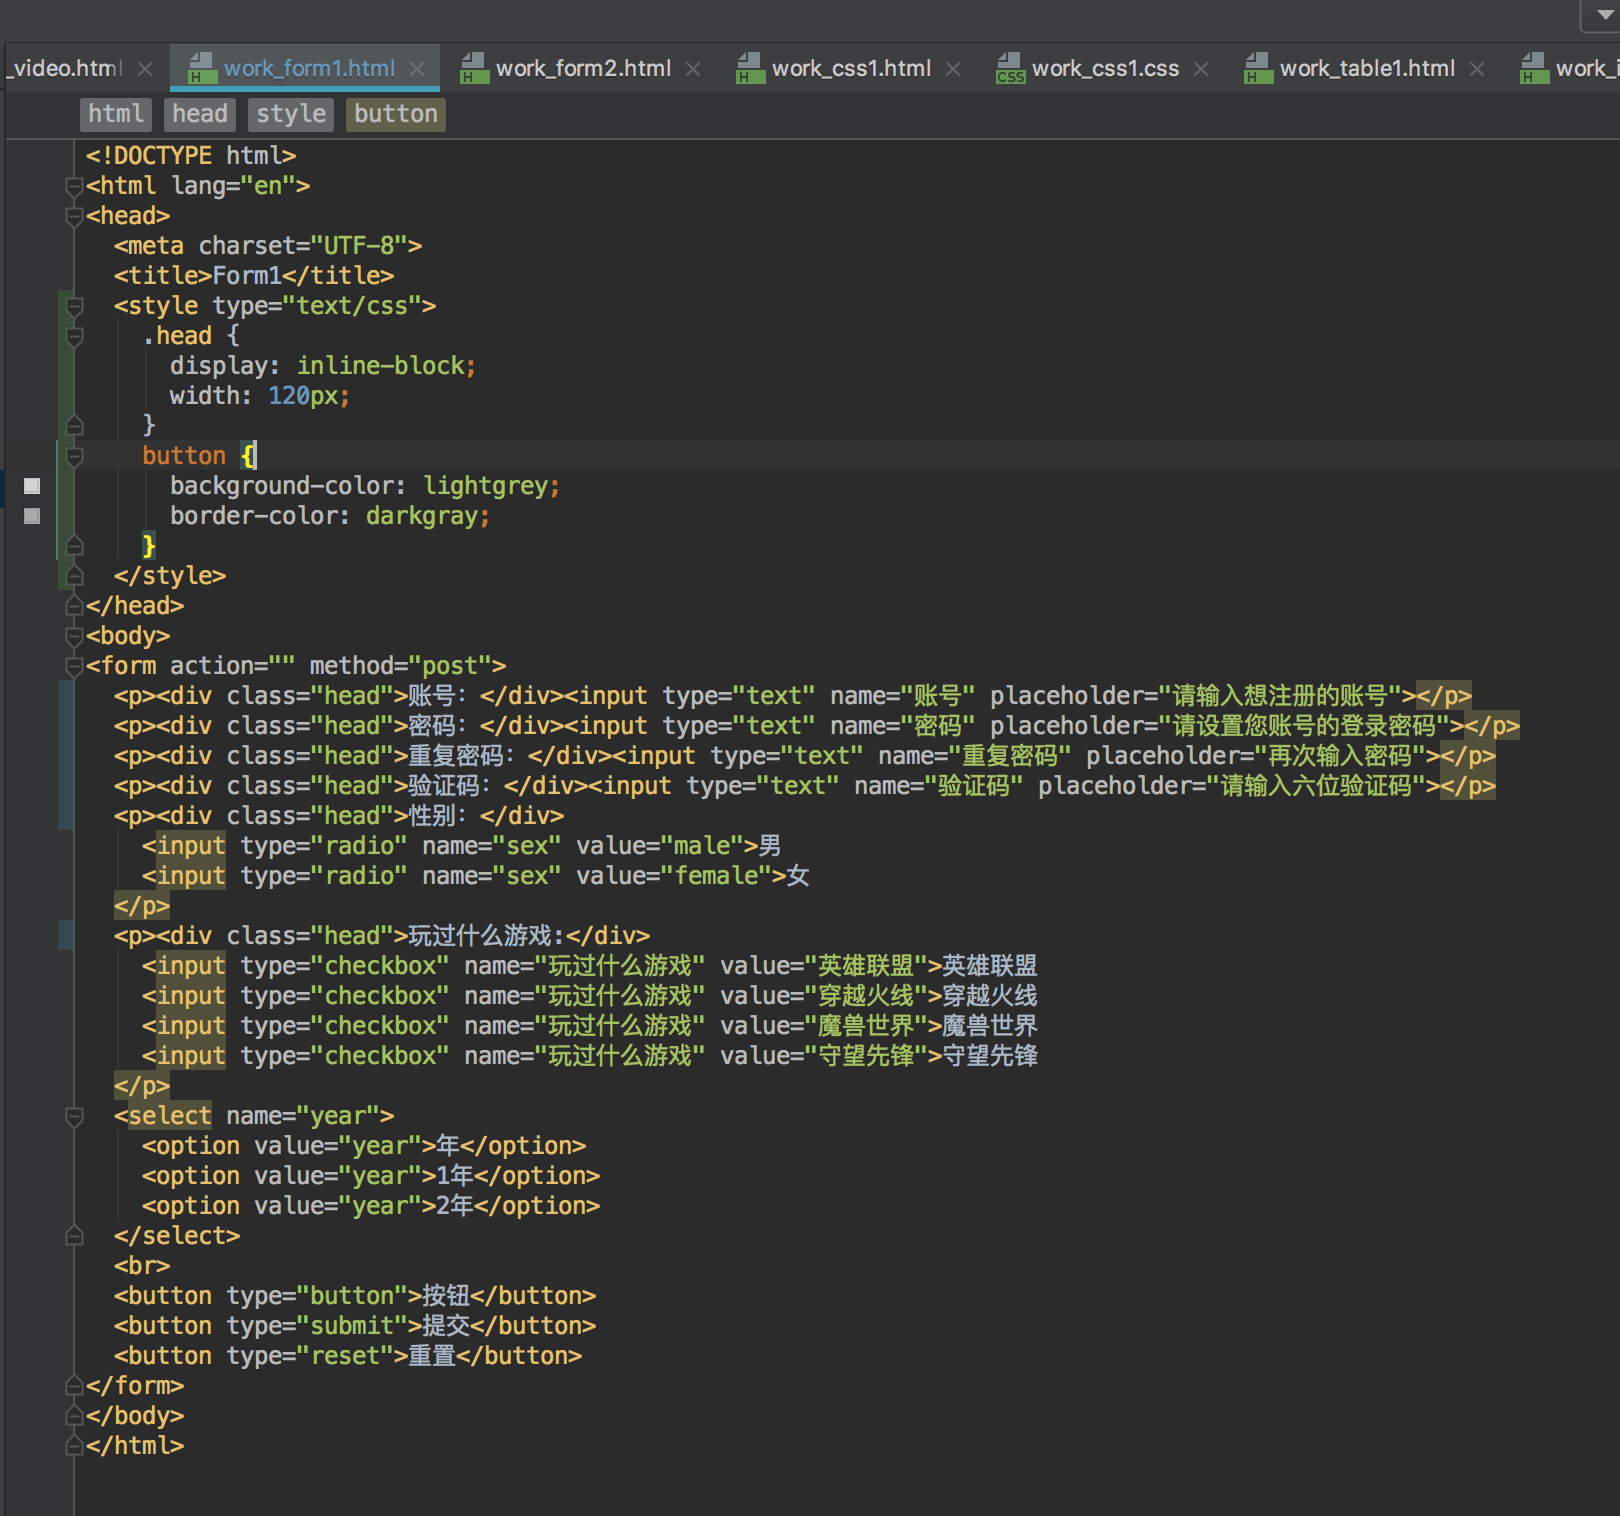 _video.html work_form1.html work_form2.html work_css1.html work_css1.css work_table1.html
html head style button
<!DOCTYPE html>
<html lang="en">
<head>
<meta charset="UTF-8">
<title>Form1</title>
<style type="text/css">
.head {
display: inline-block;
width: 120px;
}
button {
background-color: lightgrey;
border-color: darkgray;
}
</style>
</head>
<body>
<form action="" method="post">
<p><div class="head">账号：</div><input type="text" name="账号" placeholder="请输入想注册的账号"></p>
<p><div class="head">密码：</div><input type="text" name="密码" placeholder="请设置您账号的登录密码"></p>
<p><div class="head">重复密码：</div><input type="text" name="重复密码" placeholder="再次输入密码"></p>
<p><div class="head">验证码：</div><input type="text" name="验证码" placeholder="请输入六位验证码"></p>
<p><div class="head">性别：</div>
<input type="radio" name="sex" value="male">男
<input type="radio" name="sex" value="female">女
</p>
<p><div class="head">玩过什么游戏:</div>
<input type="checkbox" name="玩过什么游戏" value="英雄联盟">英雄联盟
<input type="checkbox" name="玩过什么游戏" value="穿越火线">穿越火线
<input type="checkbox" name="玩过什么游戏" value="魔兽世界">魔兽世界
<input type="checkbox" name="玩过什么游戏" value="守望先锋">守望先锋
</p>
<select name="year">
<option value="year">年</option>
<option value="year">1年</option>
<option value="year">2年</option>
</select>
<br>
<button type="button">按钮</button>
<button type="submit">提交</button>
<button type="reset">重置</button>
</form>
</body>
</html>